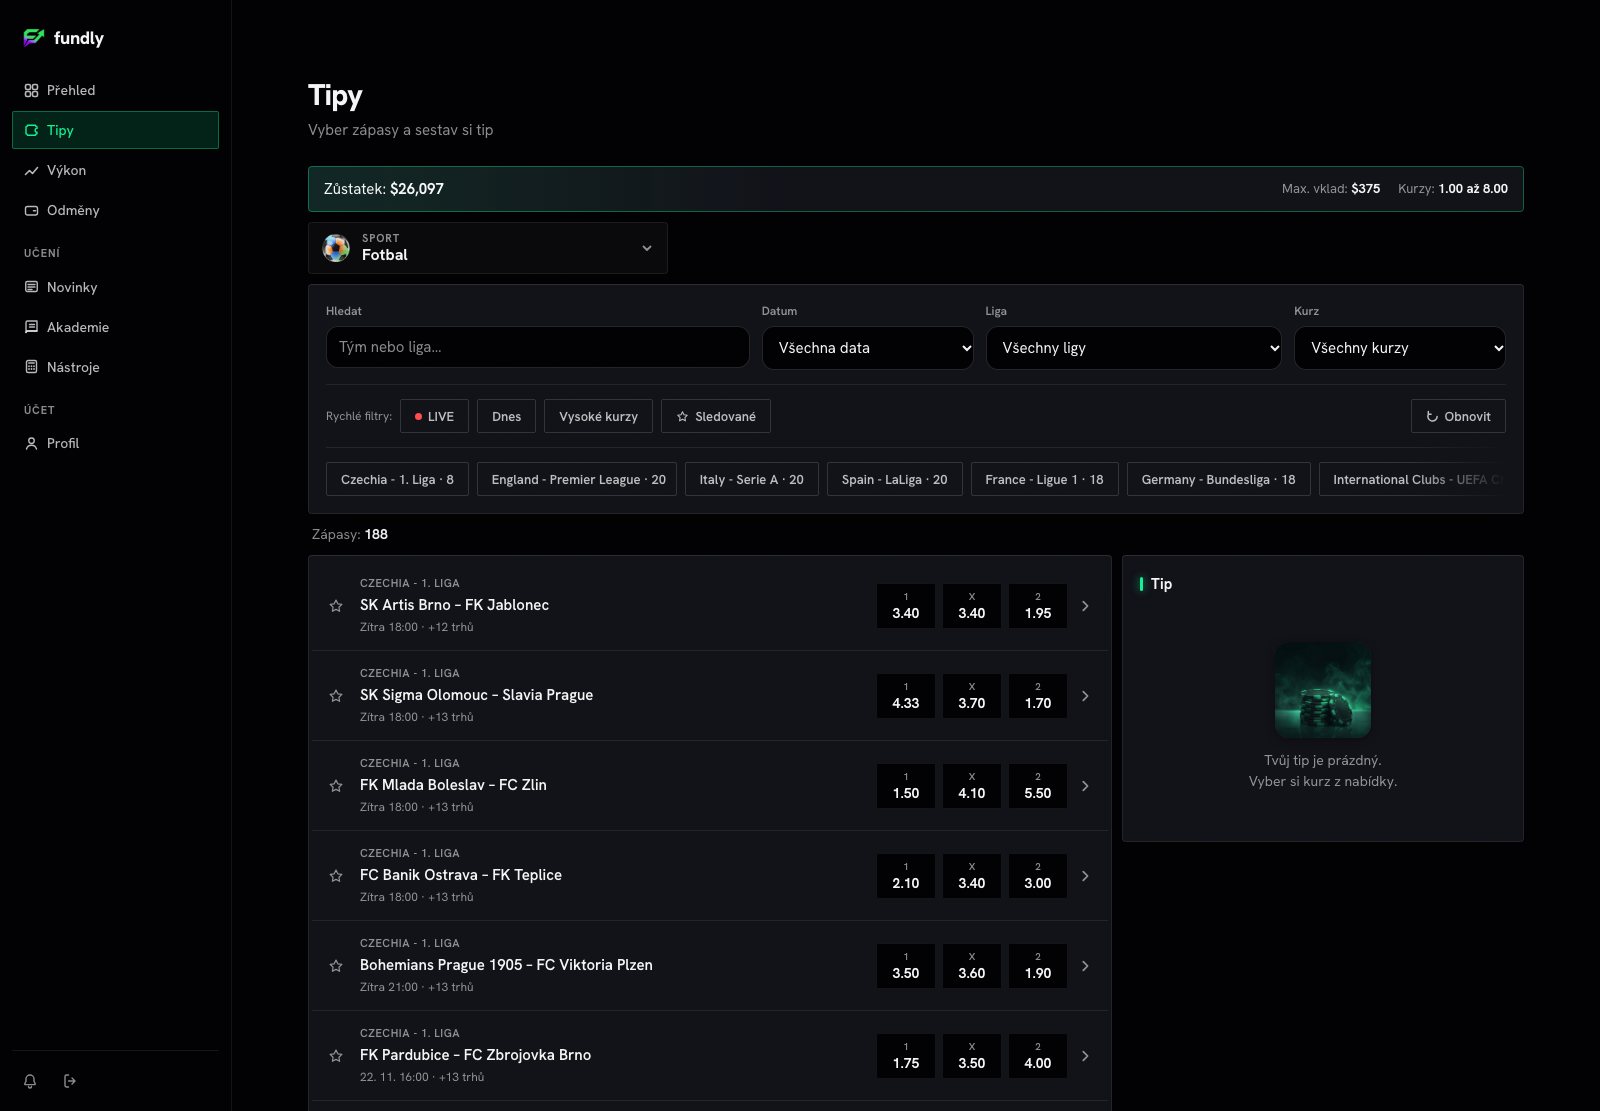 fundly
Přehled
Tipy
Výkon
Odměny
UČENÍ
Novinky
Akademie
Nástroje
ÚČET
Profil
Tipy
Vyber zápasy a sestav si tip
Zůstatek: $26,097
Max. vklad: $375 Kurzy: 1.00 až 8.00
SPORT
Fotbal
Hledat Datum Liga Kurz
Tým nebo liga... Všechna data Všechny ligy Všechny kurzy
Rychlé filtry: LIVE Dnes Vysoké kurzy Sledované Obnovit
Czechia - 1. Liga · 8 England - Premier League · 20 Italy - Serie A · 20 Spain - LaLiga · 20 France - Ligue 1 · 18 Germany - Bundesliga · 18 International Clubs - UEFA
Zápasy: 188
CZECHIA - 1. LIGA
SK Artis Brno – FK Jablonec
Zítra 18:00 · +12 trhů
1 X 2
3.40 3.40 1.95
CZECHIA - 1. LIGA
SK Sigma Olomouc – Slavia Prague
Zítra 18:00 · +13 trhů
1 X 2
4.33 3.70 1.70
CZECHIA - 1. LIGA
FK Mlada Boleslav – FC Zlin
Zítra 18:00 · +13 trhů
1 X 2
1.50 4.10 5.50
CZECHIA - 1. LIGA
FC Banik Ostrava – FK Teplice
Zítra 18:00 · +13 trhů
1 X 2
2.10 3.40 3.00
CZECHIA - 1. LIGA
Bohemians Prague 1905 – FC Viktoria Plzen
Zítra 21:00 · +13 trhů
1 X 2
3.50 3.60 1.90
CZECHIA - 1. LIGA
FK Pardubice – FC Zbrojovka Brno
22. 11. 16:00 · +13 trhů
1 X 2
1.75 3.50 4.00
Tip
Tvůj tip je prázdný.
Vyber si kurz z nabídky.